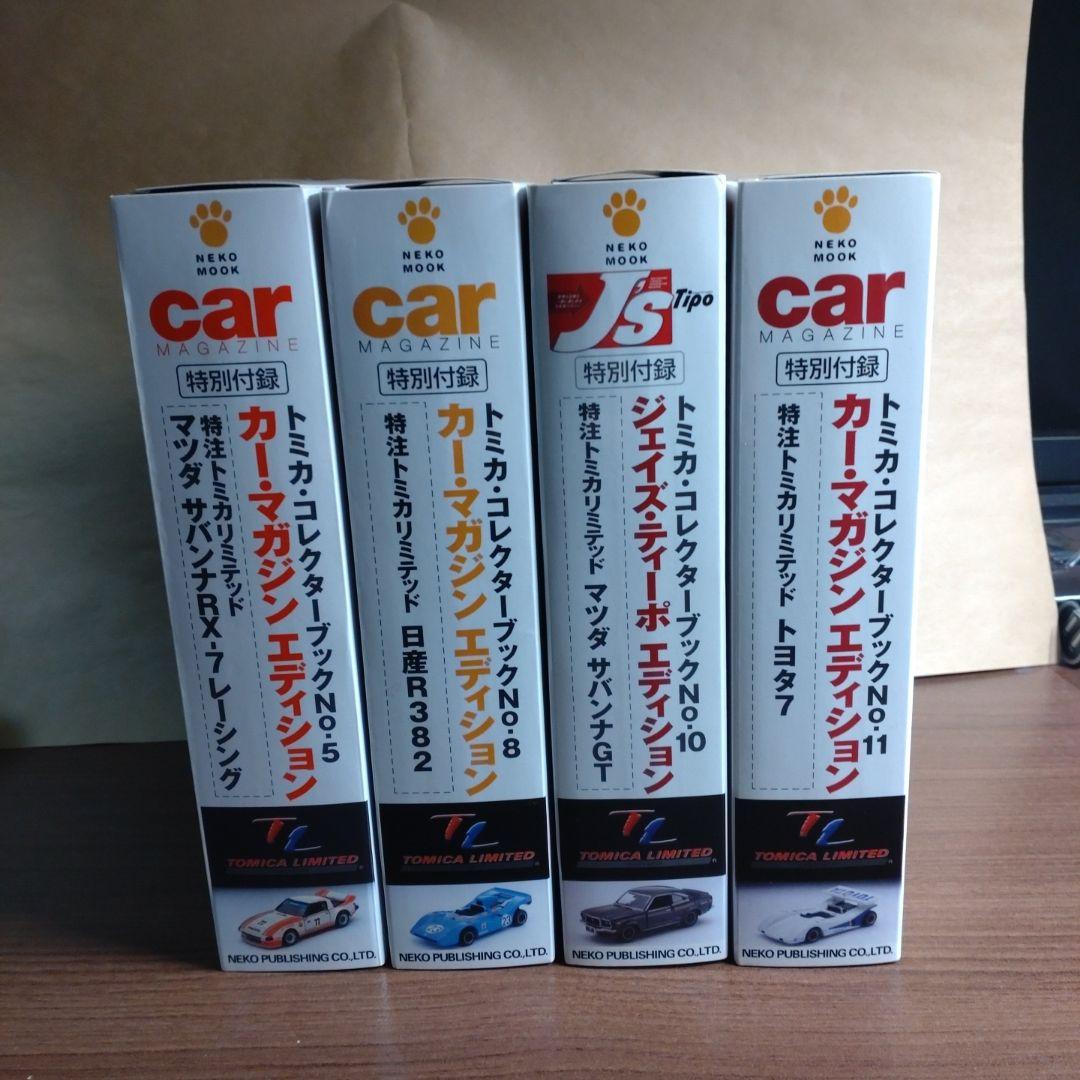 NEKO
MOOK
car
MAGAZINE
特別付録
トミカ・コレクターブックNo.5
カー・マガジン エディション
特注トミカリミテッド
マツダ サバンナRX-7レーシング
TL
TOMICA LIMITED
77
NEKO PUBLISHING CO.,LTD.
NEKO
MOOK
car
MAGAZINE
特別付録
トミカ・コレクターブックNo.8
カー・マガジン エディション
特注トミカリミテッド 日産R382
TL
TOMICA LIMITED
23
NEKO PUBLISHING CO.,LTD.
NEKO
MOOK
J's
Tipo
特別付録
トミカ・コレクターブックNo.10
ジェイズ・ティーポ エディション
特注トミカリミテッド マツダ サバンナGT
TL
TOMICA LIMITED
NEKO PUBLISHING CO.,LTD.
NEKO
MOOK
car
MAGAZINE
特別付録
トミカ・コレクターブックNo.11
カー・マガジン エディション
特注トミカリミテッド トヨタ7
TL
TOMICA LIMITED
NEKO PUBLISHING CO.,LTD.